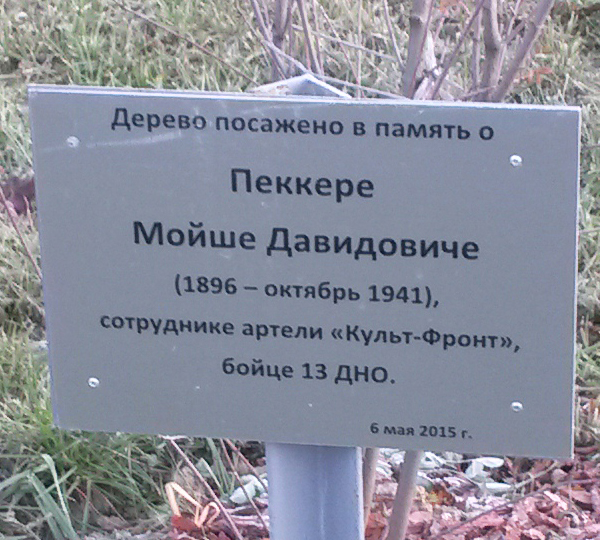 Дерево посажено в память о
Пеккере
Мойше Давидовиче
(1896 – октябрь 1941),
сотруднике артели «Культ-Фронт»,
бойце 13 ДНО.
6 мая 2015 г.